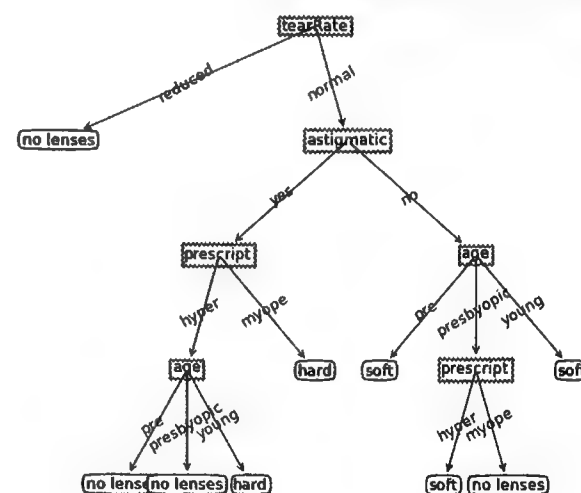 tearRate
reduced
normal
no lenses
astigmatic
yes
no
prescript
age
hyper
myope
pre
presbyopic
young
age
hard
soft
prescript
soft
pre
presbyopic
young
hyper
myope
no lenses
no lenses
hard
soft
no lenses